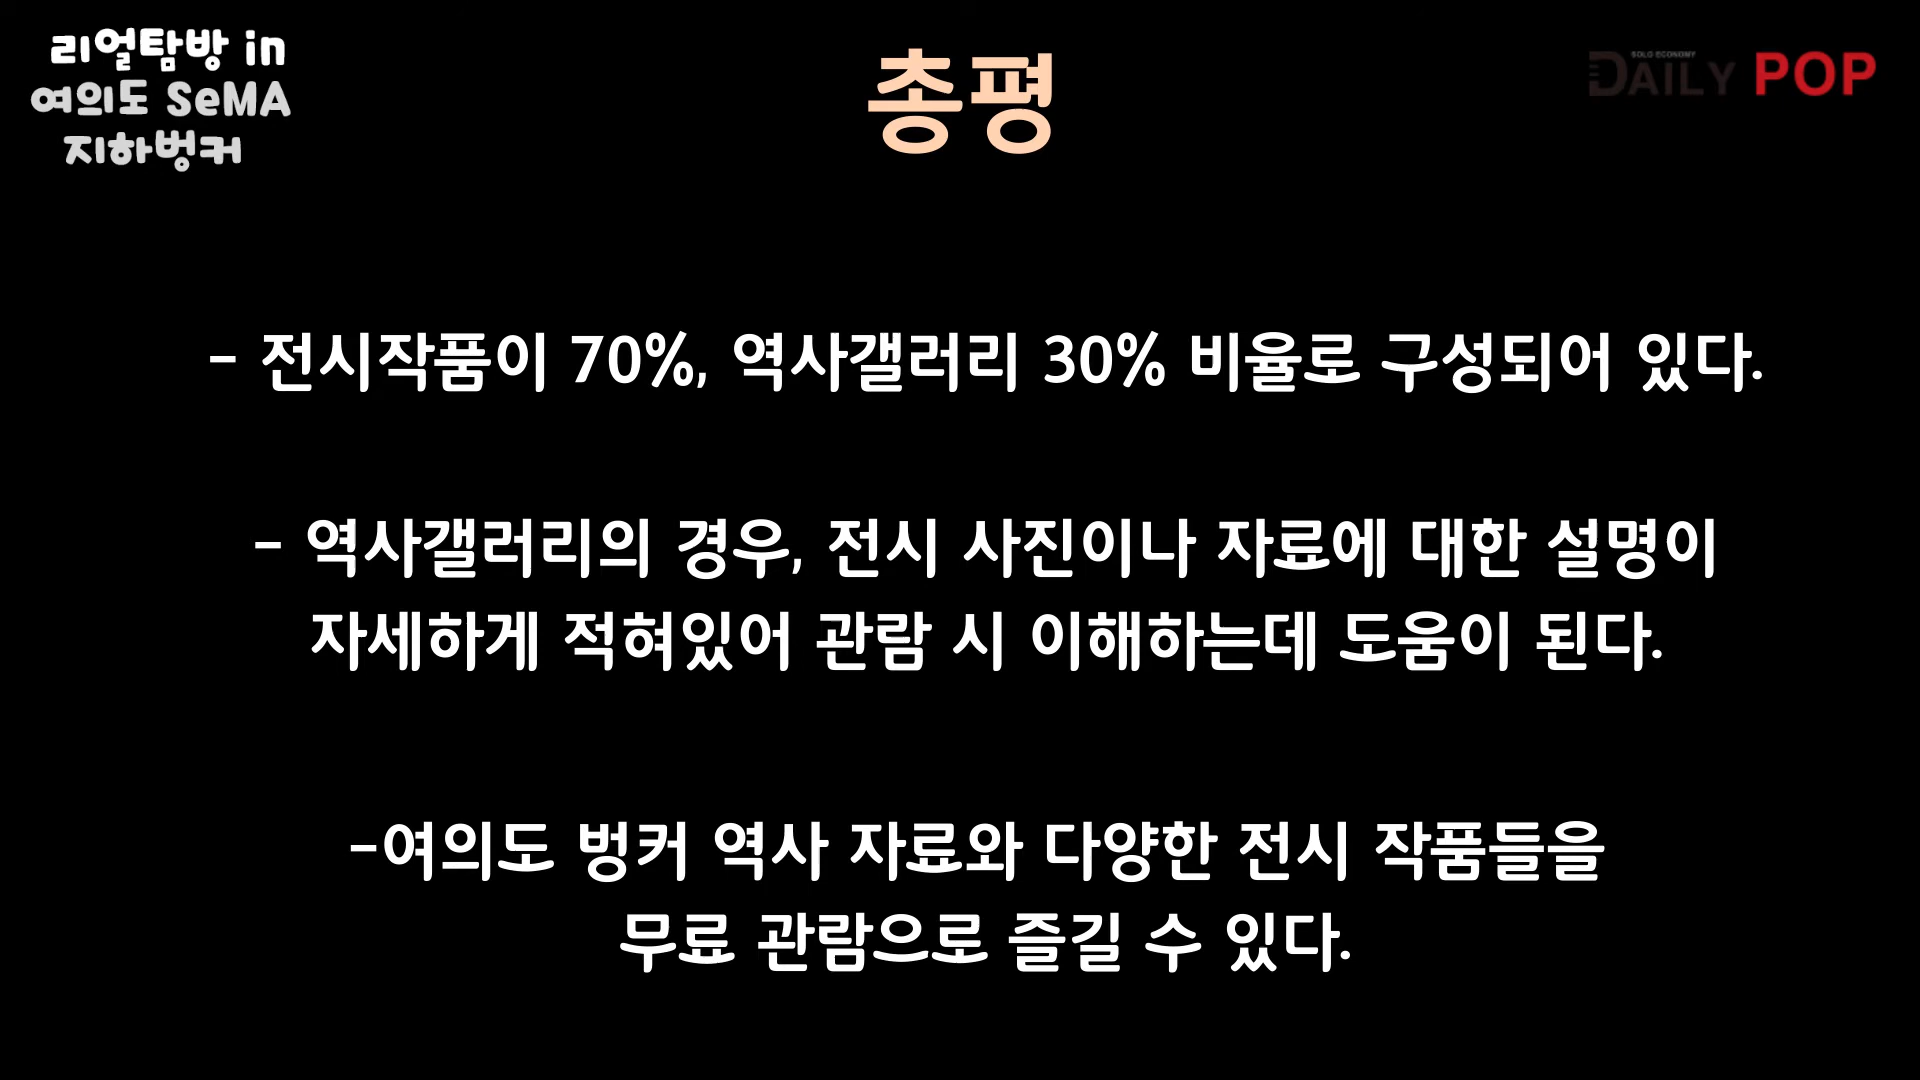 리얼탐방 in
여의도 SeMA
지하벙커
총평
SOLO ECONOMY
DAILY POP
- 전시작품이 70%, 역사갤러리 30% 비율로 구성되어 있다.
- 역사갤러리의 경우, 전시 사진이나 자료에 대한 설명이
자세하게 적혀있어 관람 시 이해하는데 도움이 된다.
-여의도 벙커 역사 자료와 다양한 전시 작품들을
무료 관람으로 즐길 수 있다.